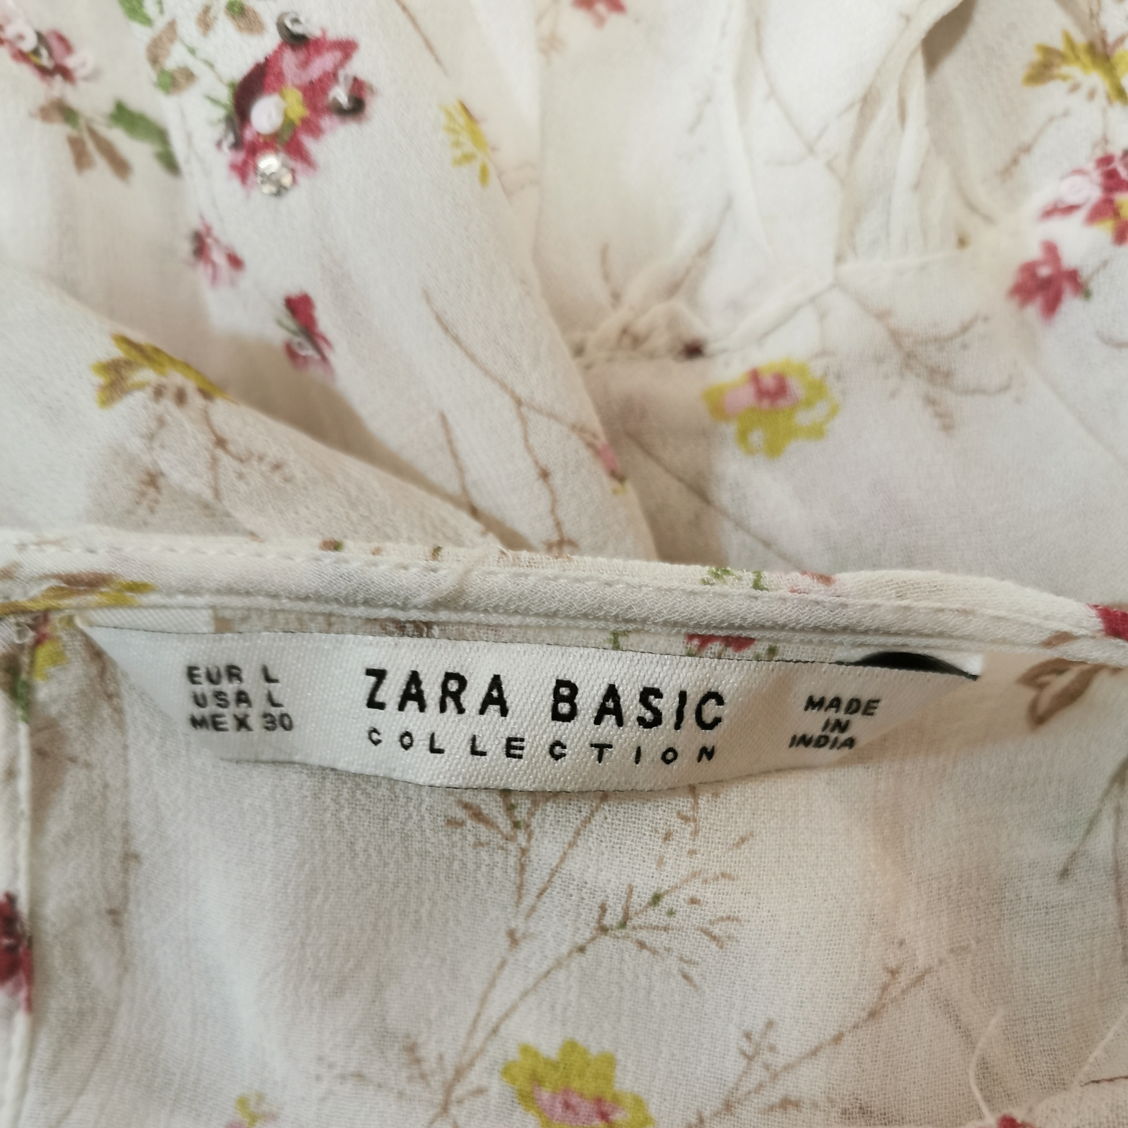 EUR L
USA L
MEX 30
ZARA BASIC
COLLECTION
MADE
IN
INDIA